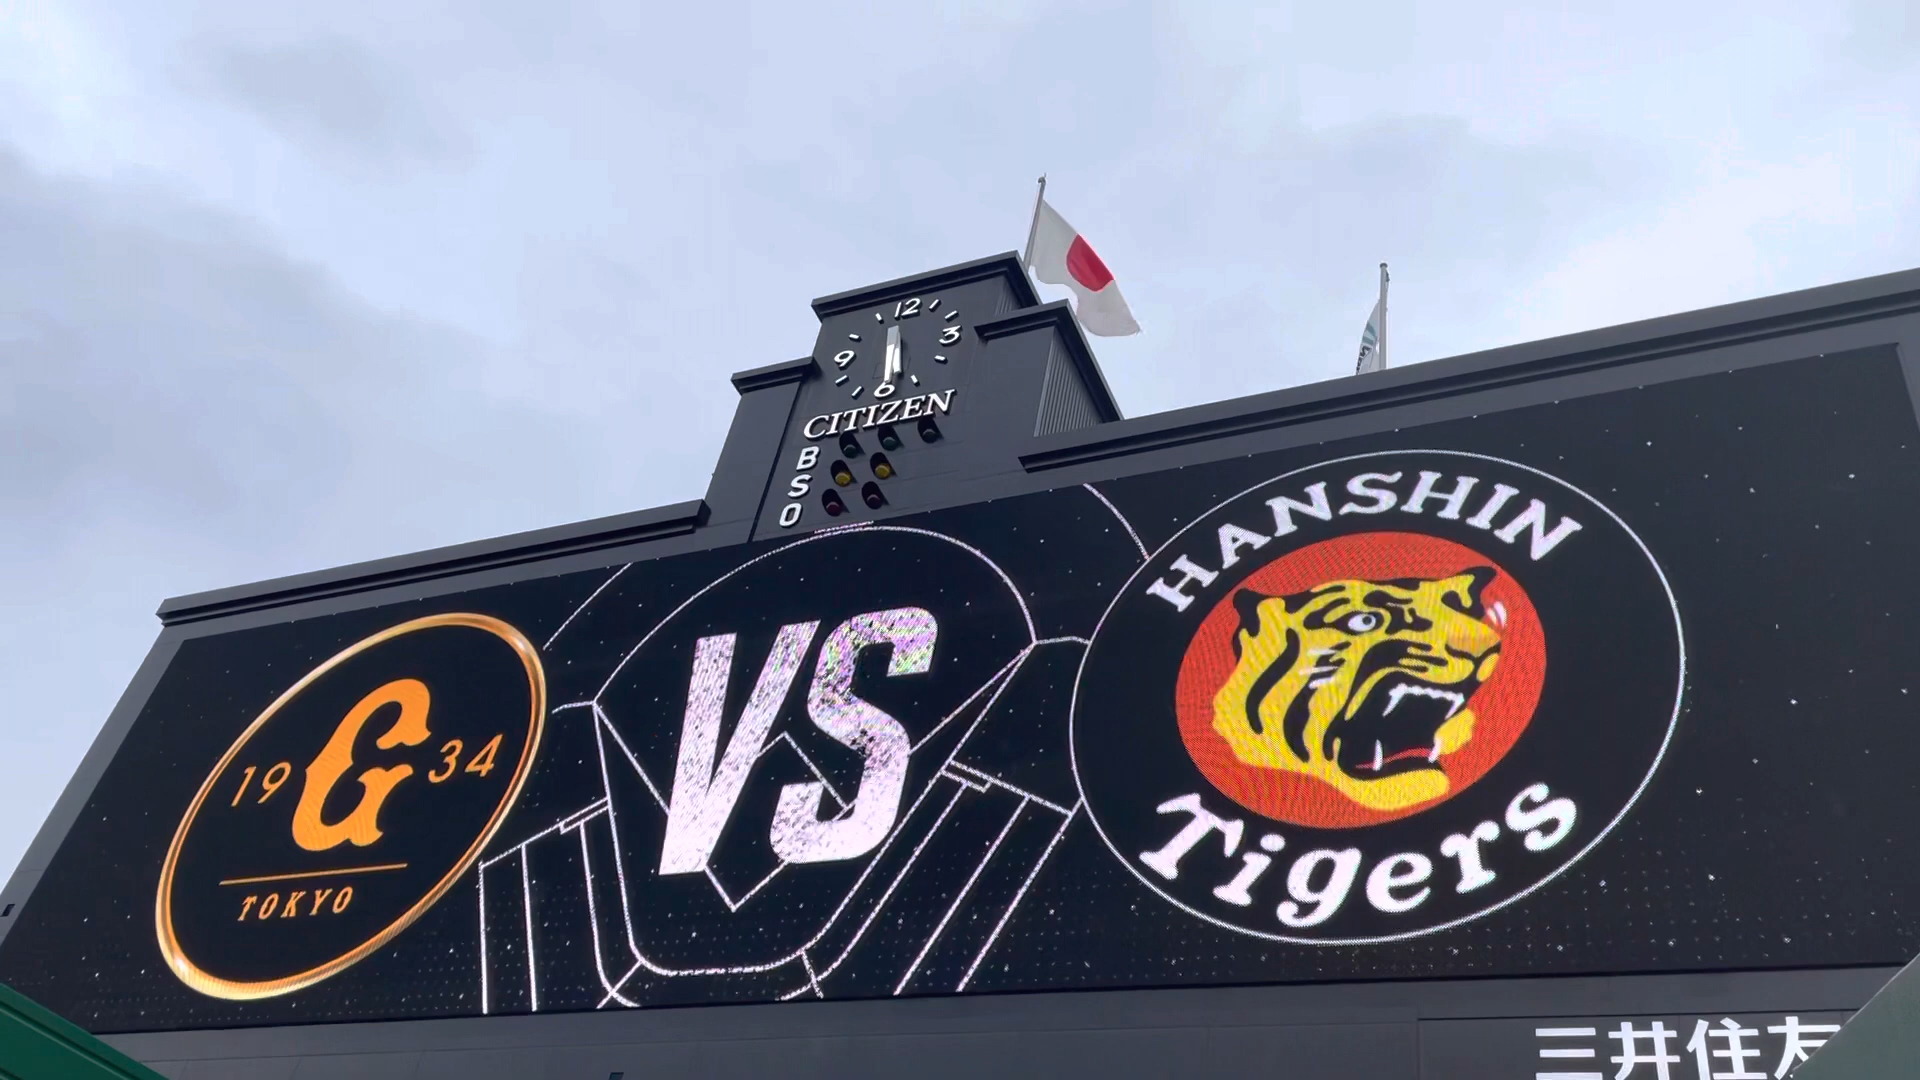 12
9 3
6
CITIZEN
B
S
O
19 G 34
TOKYO
VS
HANSHIN
Tigers
三井住友